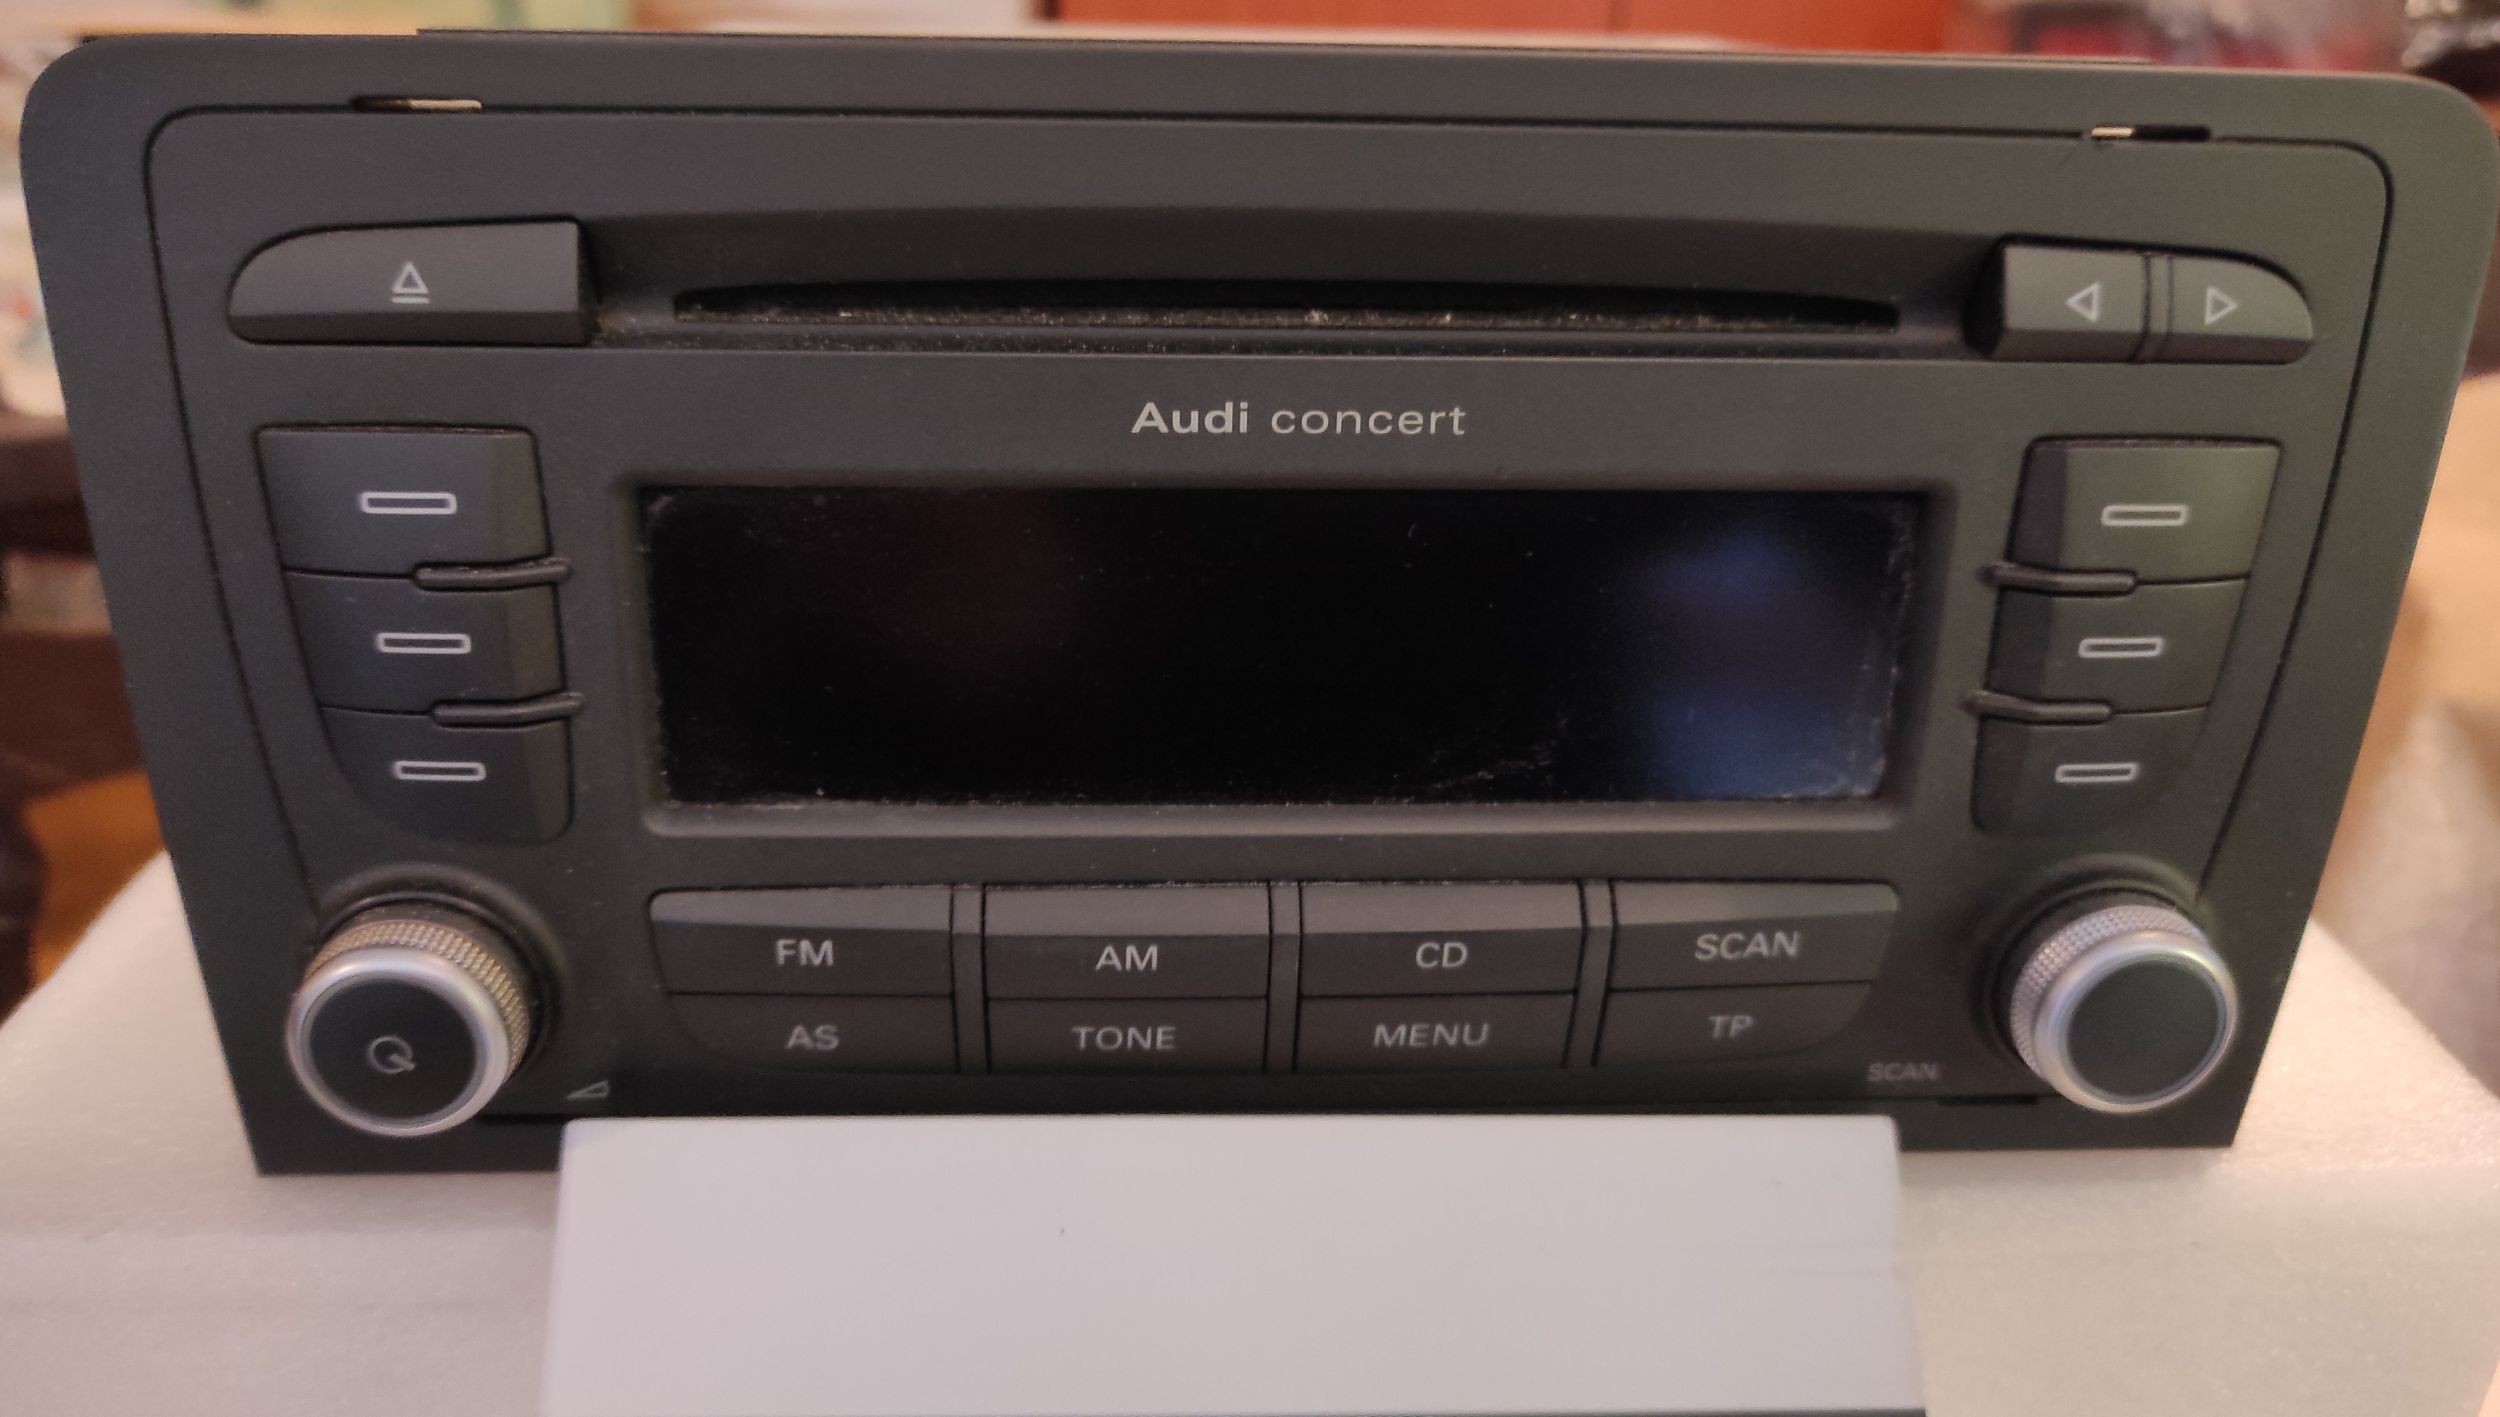 Audi concert
FM AM CD SCAN
AS TONE MENU TP
SCAN